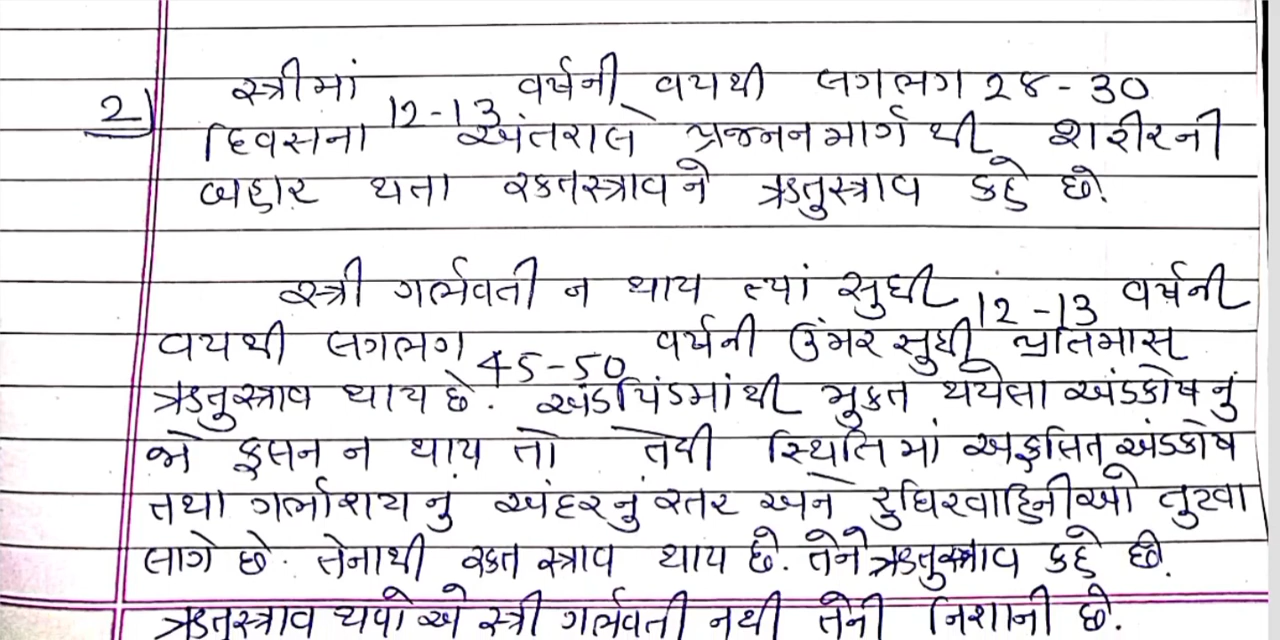 2) સ્ત્રીમાં 12-13 વર્ષની વયથી લગભગ 28-30
દિવસના અંતરાલે પ્રજનનમાર્ગ થી શરીરની
બહાર થતા રક્તસ્ત્રાવને ઋતુસ્ત્રાવ કહે છે.
સ્ત્રી ગર્ભવતી ન થાય ત્યાં સુધી 12-13 વર્ષની
વયથી લગભગ 45-50 વર્ષની ઉંમર સુધી પ્રતિમાસ
ઋતુસ્ત્રાવ થાય છે. અંડપિંડમાંથી મુકત થયેલા અંડકોષનું
જો ફલન ન થાય તો તેવી સ્થિતિમાં અફલિત અંડકોષ
તથા ગર્ભાશયનું અંદરનું સ્તર અને રુધિરવાહિનીઓ તુટવા
લાગે છે. તેનાથી રક્ત સ્ત્રાવ થાય છે. તેને ઋતુસ્ત્રાવ કહે છે.
ઋતુસ્ત્રાવ થવો એ સ્ત્રી ગર્ભવતી નથી તેની નિશાની છે.